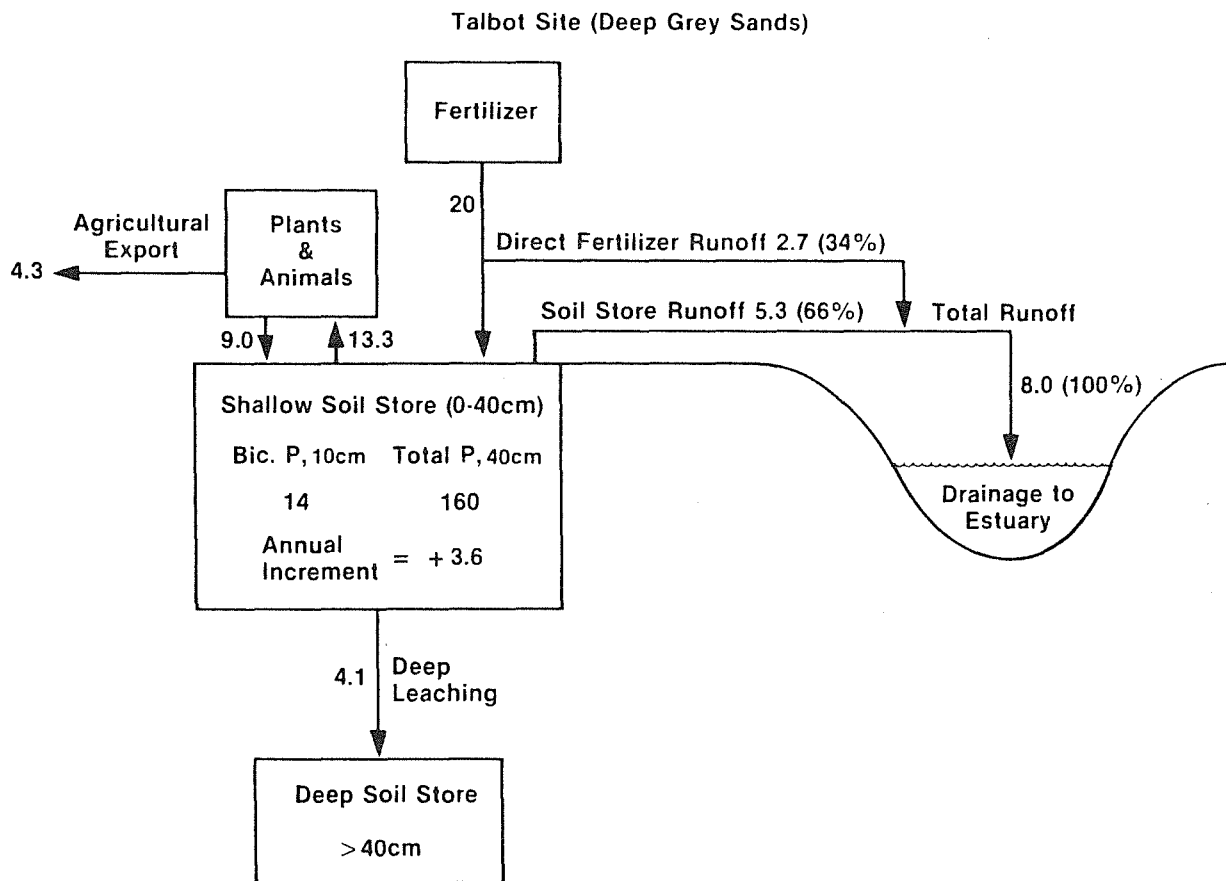 Talbot Site (Deep Grey Sands)
Fertilizer
20
Agricultural
Export
4.3
Plants
&
Animals
Direct Fertilizer Runoff 2.7 (34%)
Soil Store Runoff 5.3 (66%)
Total Runoff
9.0
13.3
8.0 (100%)
Shallow Soil Store (0-40cm)
Bic. P, 10cm Total P, 40cm
14 160
Annual
Increment = + 3.6
Drainage to
Estuary
4.1
Deep
Leaching
Deep Soil Store
>40cm